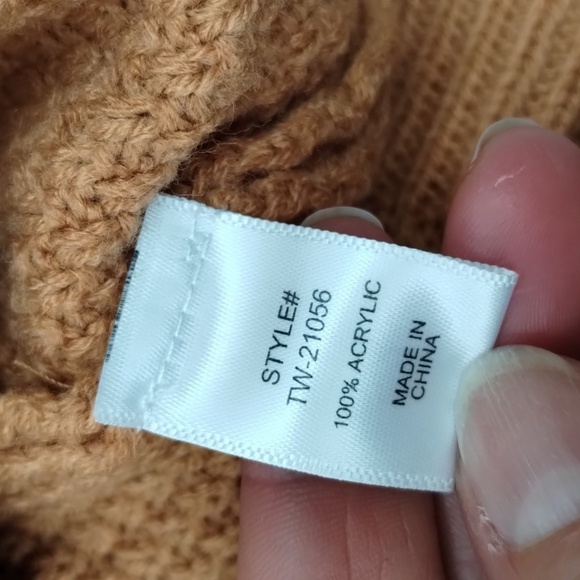 STYLE#
TW-21056
100% ACRYLIC
MADE IN
CHINA